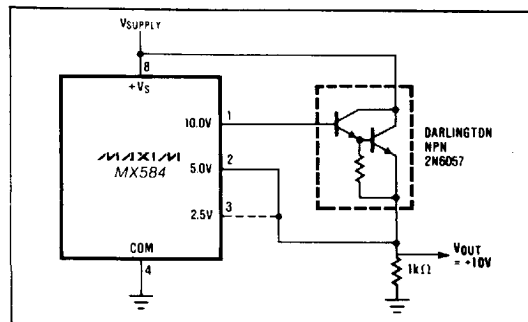 VSUPPLY
8
+VS
10.0V
1
MAXIM
MX584
5.0V
2
2.5V
3
COM
4
DARLINGTON
NPN
2N6057
1kΩ
VOUT
= +10V